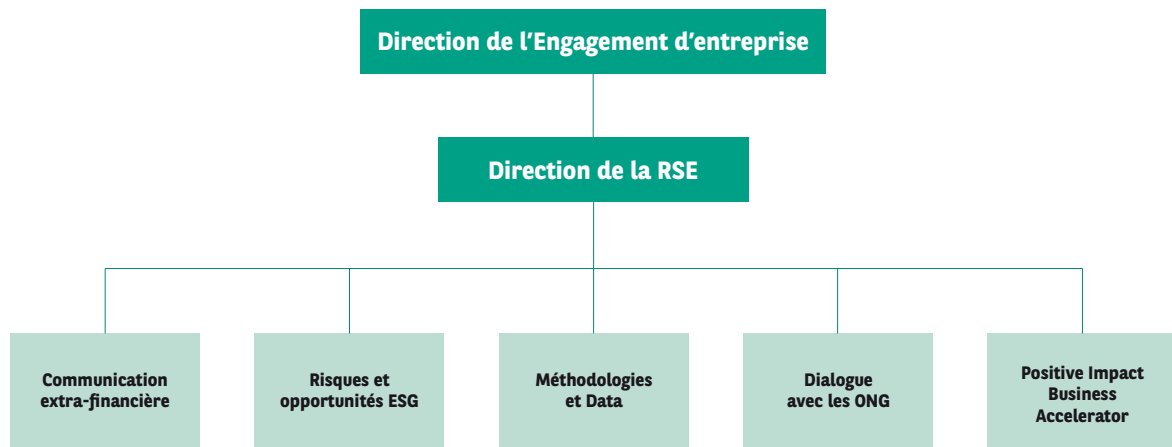 Direction de l’Engagement d’entreprise
Direction de la RSE
Communication
extra-financière
Risques et
opportunités ESG
Méthodologies
et Data
Dialogue
avec les ONG
Positive Impact
Business
Accelerator